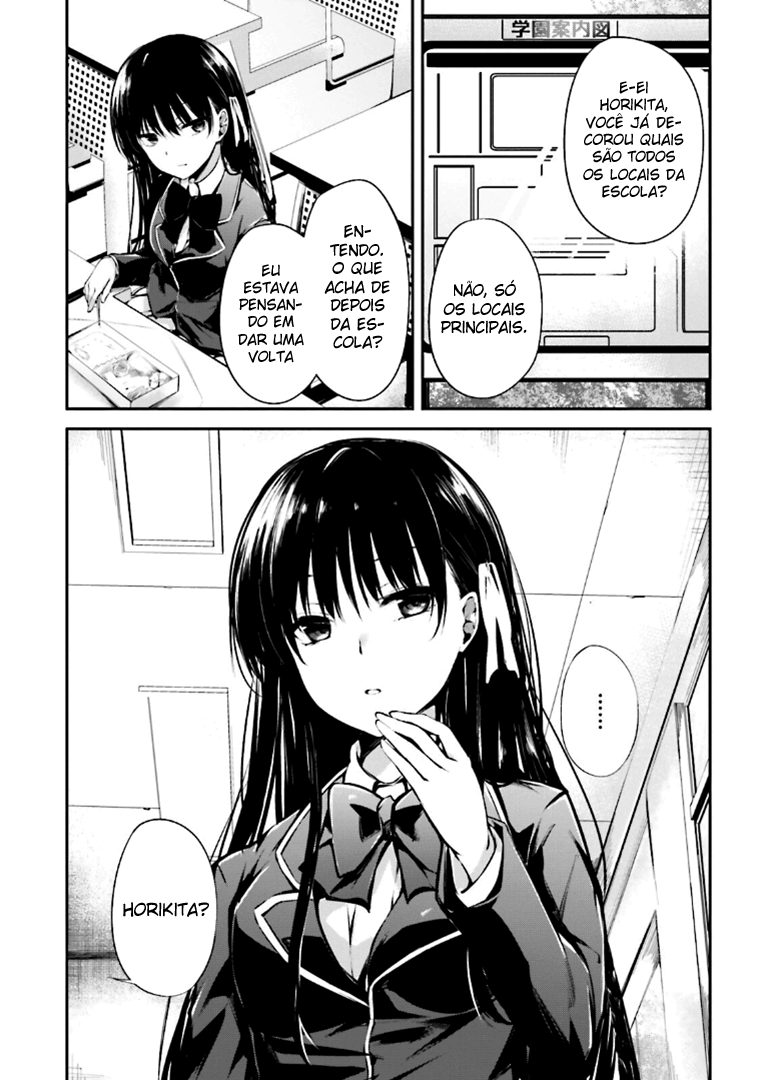 学園案内図
E-EI
HORIKITA,
VOCÊ JÁ DE-
COROU QUAIS
SÃO TODOS
OS LOCAIS DA
ESCOLA?
NÃO, SÓ
OS LOCAIS
PRINCIPAIS.
EN-
TENDO.
O QUE
ACHA DE
DEPOIS
DA ES-
COLA?
EU
ESTAVA
PENSAN-
DO EM
DAR UMA
VOLTA
......
HORIKITA?